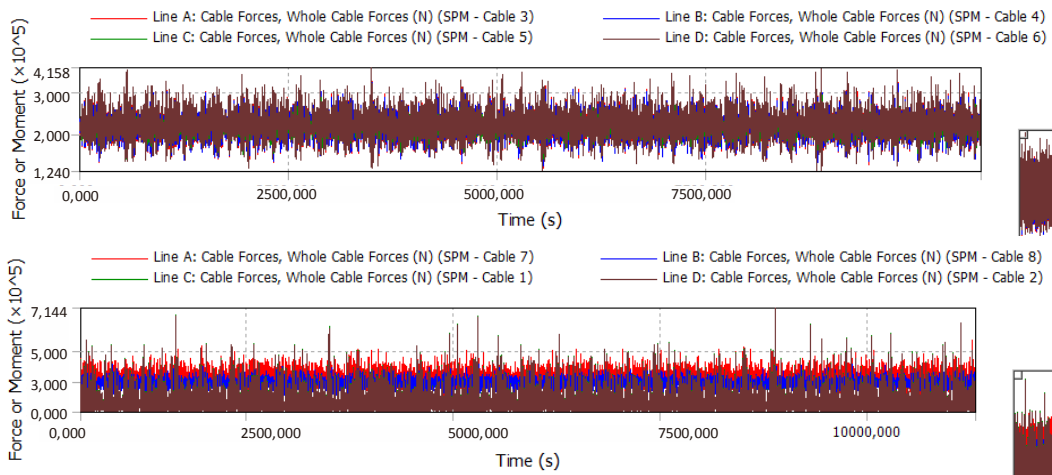 Line A: Cable Forces, Whole Cable Forces (N) (SPM - Cable 3) Line B: Cable Forces, Whole Cable Forces (N) (SPM - Cable 4)
Line C: Cable Forces, Whole Cable Forces (N) (SPM - Cable 5) Line D: Cable Forces, Whole Cable Forces (N) (SPM - Cable 6)
Force or Moment (×10^5)
4,158
3,000
2,000
1,240
0,000 2500,000 5000,000 7500,000
Time (s)
Line A: Cable Forces, Whole Cable Forces (N) (SPM - Cable 7) Line B: Cable Forces, Whole Cable Forces (N) (SPM - Cable 8)
Line C: Cable Forces, Whole Cable Forces (N) (SPM - Cable 1) Line D: Cable Forces, Whole Cable Forces (N) (SPM - Cable 2)
Force or Moment (×10^5)
7,144
5,000
3,000
0,000
0,000 2500,000 5000,000 7500,000 10000,000
Time (s)